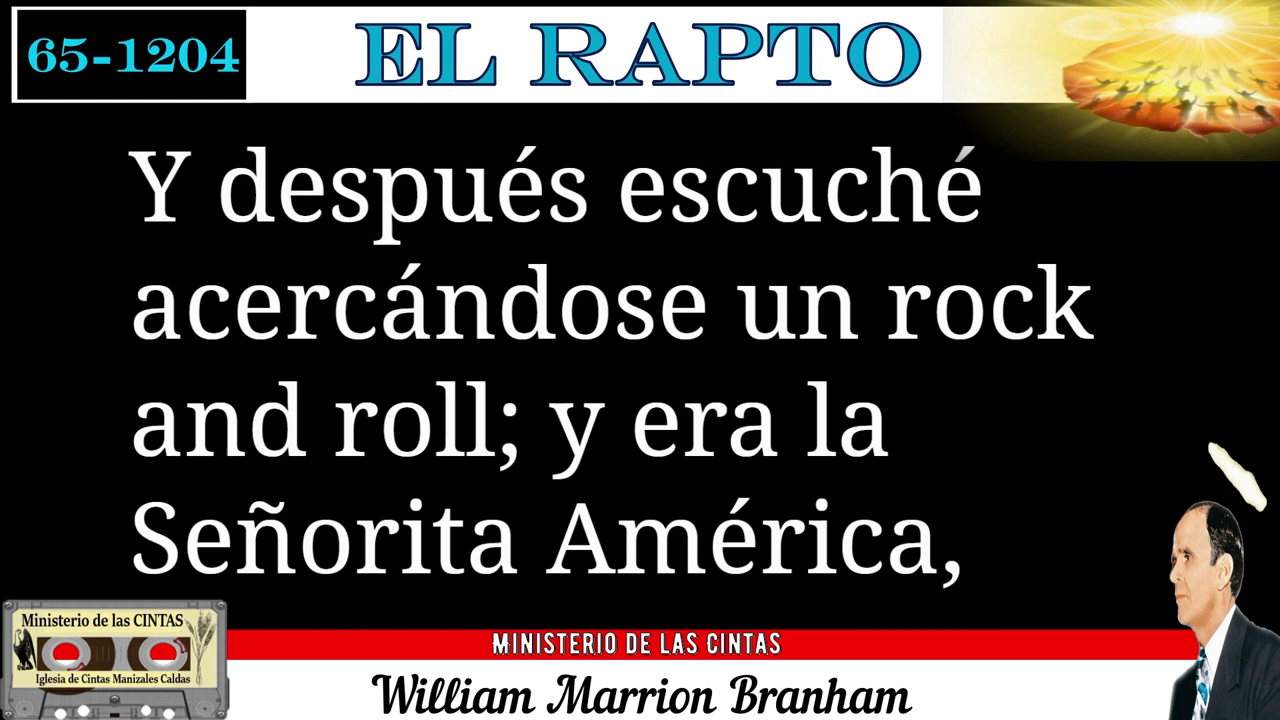 65-1204
EL RAPTO
Y después escuché
acercándose un rock
and roll; y era la
Señorita América,
Ministerio de las CINTAS
Iglesia de Cintas Manizales Caldas
MINISTERIO DE LAS CINTAS
William Marrion Branham